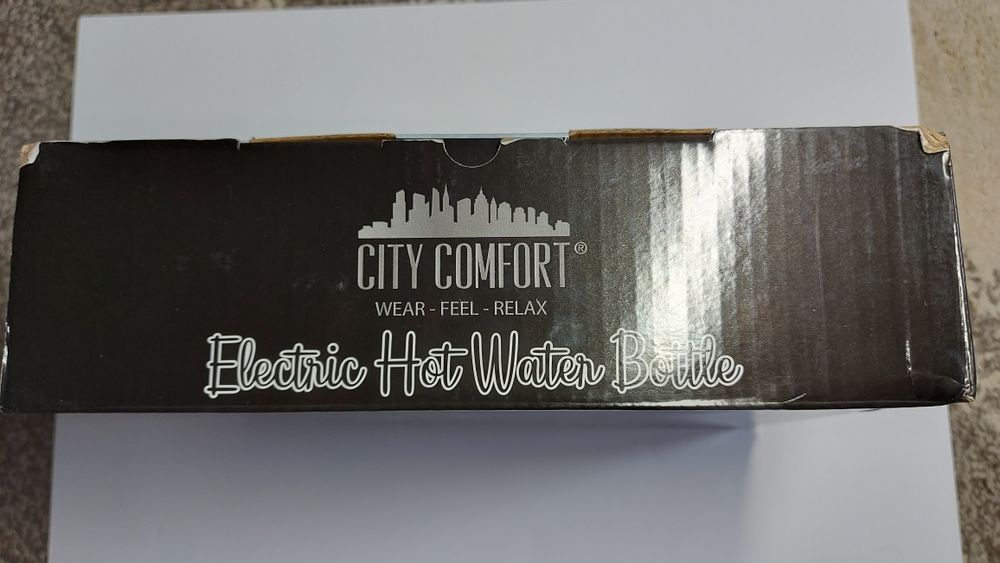 CITY COMFORT®
WEAR - FEEL - RELAX
Electric Hot Water Bottle